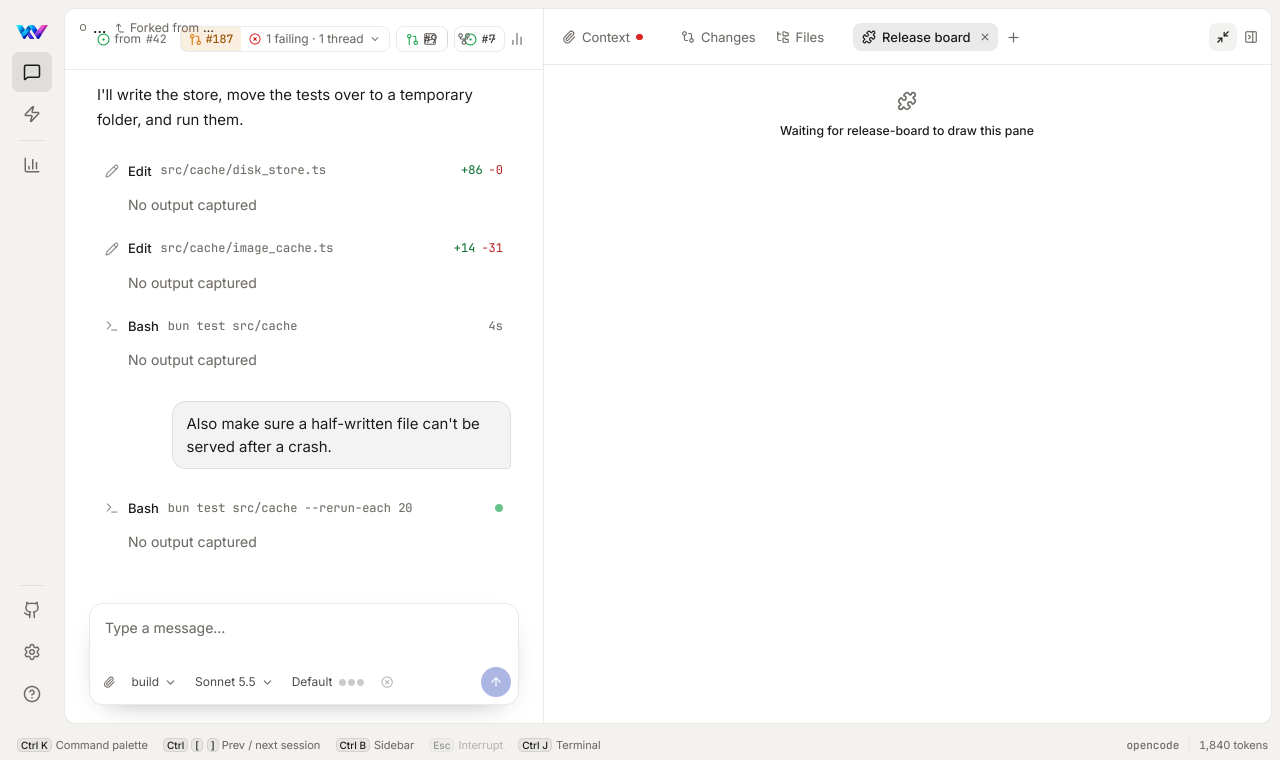 ... Forked from ...
from #42 #187 1 failing · 1 thread #7
Context Changes Files Release board
I'll write the store, move the tests over to a temporary
folder, and run them.
Edit src/cache/disk_store.ts +86 -0
No output captured
Edit src/cache/image_cache.ts +14 -31
No output captured
Bash bun test src/cache 4s
No output captured
Also make sure a half-written file can't be
served after a crash.
Bash bun test src/cache --rerun-each 20
No output captured
Type a message...
build Sonnet 5.5 Default
Waiting for release-board to draw this pane
Ctrl K Command palette Ctrl [ ] Prev / next session Ctrl B Sidebar Esc Interrupt Ctrl J Terminal
opencode 1,840 tokens